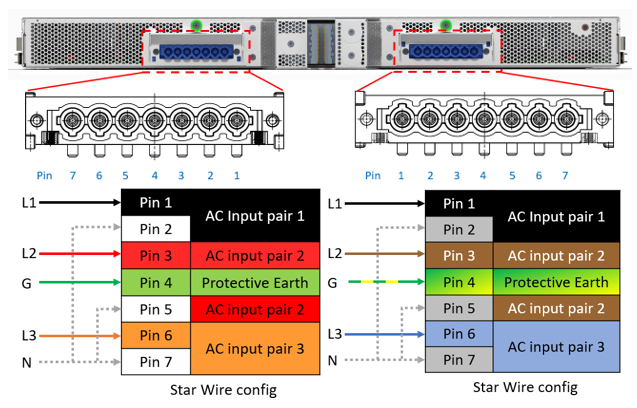 Pin 7 6 5 4 3 2 1
Pin 1 2 3 4 5 6 7
L1
Pin 1
AC Input pair 1
Pin 2
L2
Pin 3
AC input pair 2
G
Pin 4
Protective Earth
Pin 5
AC input pair 2
L3
Pin 6
AC input pair 3
N
Pin 7
Star Wire config
L1
Pin 1
AC Input pair 1
Pin 2
L2
Pin 3
AC input pair 2
G
Pin 4
Protective Earth
Pin 5
AC input pair 2
L3
Pin 6
AC input pair 3
N
Pin 7
Star Wire config